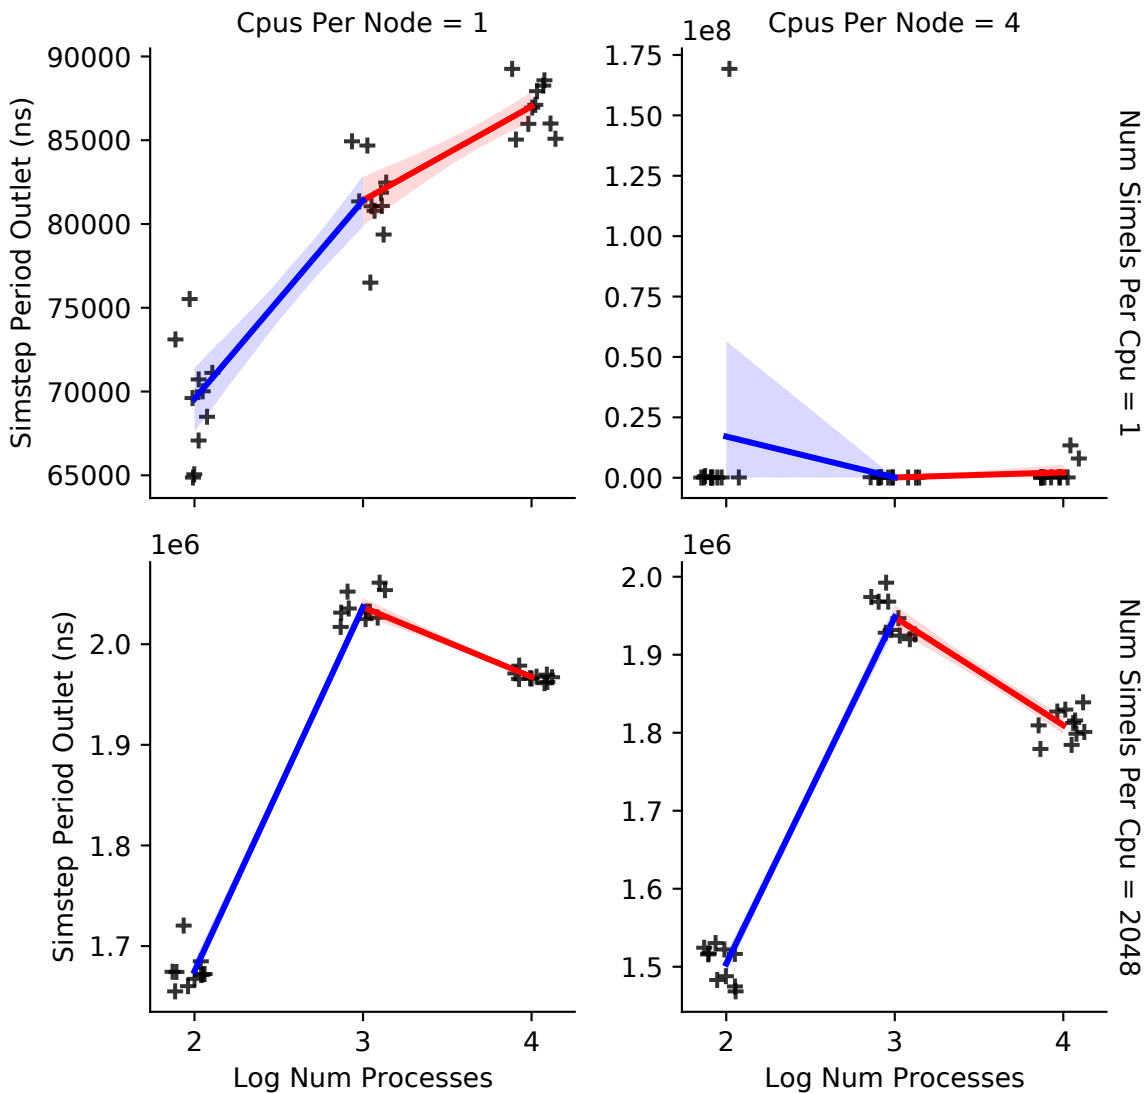 Cpus Per Node = 1
Cpus Per Node = 4
1e8
90000
85000
80000
75000
70000
65000
Simstep Period Outlet (ns)
1.75
1.50
1.25
1.00
0.75
0.50
0.25
0.00
Num Simels Per Cpu = 1
1e6
2.0
1.9
1.8
1.7
Simstep Period Outlet (ns)
2
3
4
Log Num Processes
1e6
2.0
1.9
1.8
1.7
1.6
1.5
2
3
4
Log Num Processes
Num Simels Per Cpu = 2048